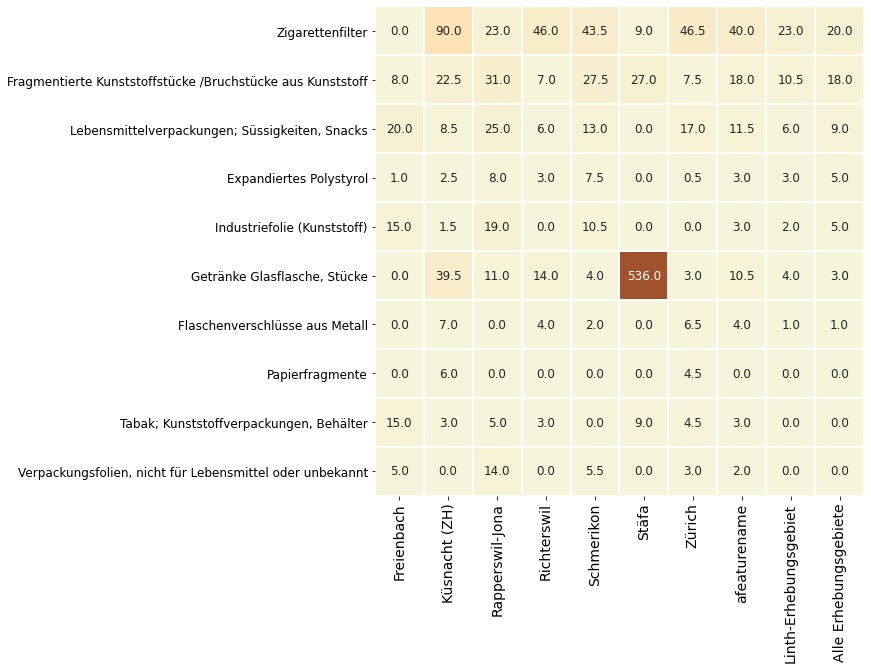 Zigarettenfilter 0.0 90.0 23.0 46.0 43.5 9.0 46.5 40.0 23.0 20.0
Fragmentierte Kunststoffstücke /Bruchstücke aus Kunststoff 8.0 22.5 31.0 7.0 27.5 27.0 7.5 18.0 10.5 18.0
Lebensmittelverpackungen; Süssigkeiten, Snacks 20.0 8.5 25.0 6.0 13.0 0.0 17.0 11.5 6.0 9.0
Expandiertes Polystyrol 1.0 2.5 8.0 3.0 7.5 0.0 0.5 3.0 3.0 5.0
Industriefolie (Kunststoff) 15.0 1.5 19.0 0.0 10.5 0.0 0.0 3.0 2.0 5.0
Getränke Glasflasche, Stücke 0.0 39.5 11.0 14.0 4.0 536.0 3.0 10.5 4.0 3.0
Flaschenverschlüsse aus Metall 0.0 7.0 0.0 4.0 2.0 0.0 6.5 4.0 1.0 1.0
Papierfragmente 0.0 6.0 0.0 0.0 0.0 0.0 4.5 0.0 0.0 0.0
Tabak; Kunststoffverpackungen, Behälter 15.0 3.0 5.0 3.0 0.0 9.0 4.5 3.0 0.0 0.0
Verpackungsfolien, nicht für Lebensmittel oder unbekannt 5.0 0.0 14.0 0.0 5.5 0.0 3.0 2.0 0.0 0.0
Freienbach
Küsnacht (ZH)
Rapperswil-Jona
Richterswil
Schmerikon
Stäfa
Zürich
afeaturename
Linth-Erhebungsgebiet
Alle Erhebungsgebiete